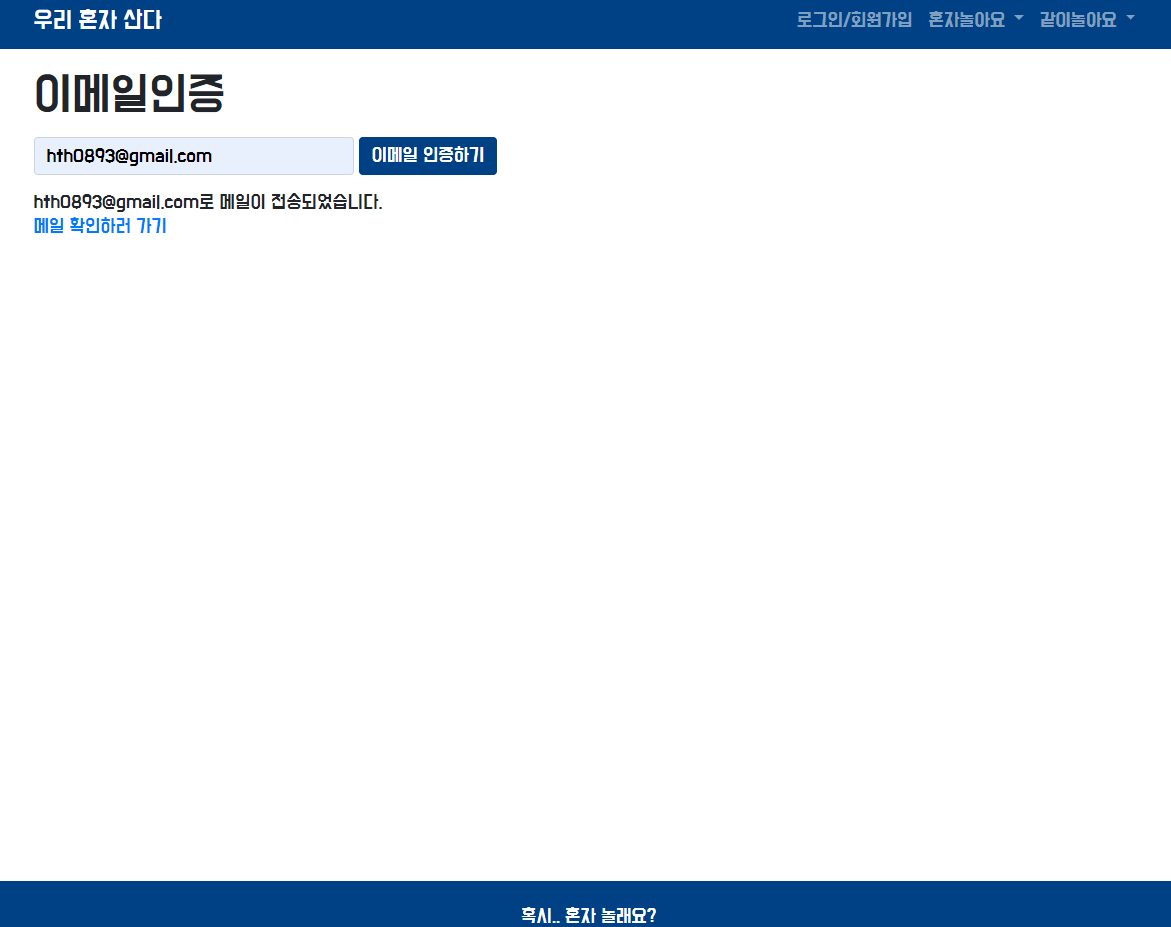 우리 혼자 산다
로그인/회원가입 혼자놀아요 같이놀아요
이메일인증
hth0893@gmail.com 이메일 인증하기
hth0893@gmail.com로 메일이 전송되었습니다.
메일 확인하러 가기
혹시.. 혼자 놀래요?